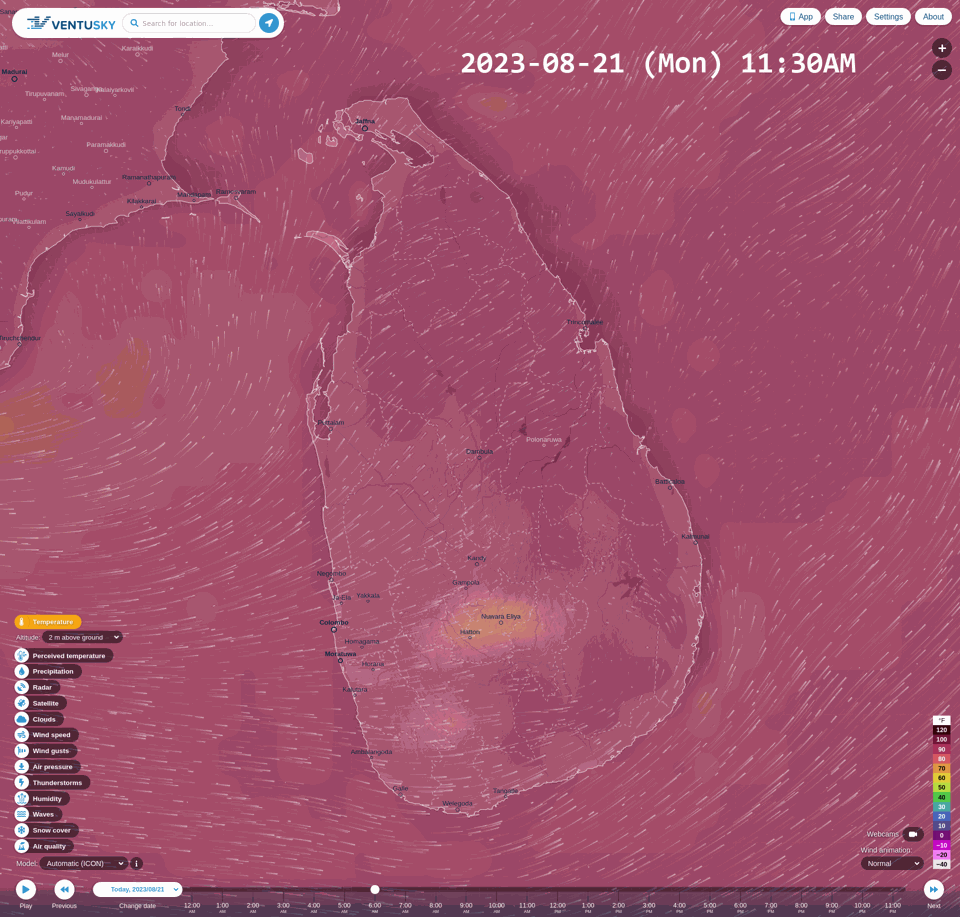 VENTUSKY
Search for location...
App
Share
Settings
About
2023-08-21 (Mon) 11:30AM
+
−
Melur
Karaikkudi
Madurai
Tirupuvanam
Sivaganga
Kalaiyarkovil
Tondi
Kariyapatti
Manamadurai
Jaffna
Paramakkudi
Kamudi
Ramanathapuram
Mudukulattur
Pudur
Kilakkarai
Mandapam
Rameswaram
Sayalkudi
Tiruchchendur
Trincomalee
Puttalam
Dambulla
Polonnaruwa
Batticaloa
Kalmunai
Kandy
Negombo
Gampola
Ja-Ela
Yakkala
Nuwara Eliya
Colombo
Hatton
Homagama
Moratuwa
Horana
Kalutara
Ambalangoda
Galle
Tangalle
Weligama
Temperature
Altitude: 2 m above ground
Perceived temperature
Precipitation
Radar
Satellite
Clouds
Wind speed
Wind gusts
Air pressure
Thunderstorms
Humidity
Waves
Snow cover
Air quality
Model: Automatic (ICON) i
°F
120
100
90
80
70
60
50
40
30
20
10
0
−10
−20
−40
Webcams
Wind animation:
Normal
Play
Previous
Today, 2023/08/21
Change date
12:00 AM
1:00 AM
2:00 AM
3:00 AM
4:00 AM
5:00 AM
6:00 AM
7:00 AM
8:00 AM
9:00 AM
10:00 AM
11:00 AM
12:00 PM
1:00 PM
2:00 PM
3:00 PM
4:00 PM
5:00 PM
6:00 PM
7:00 PM
8:00 PM
9:00 PM
10:00 PM
11:00 PM
Next